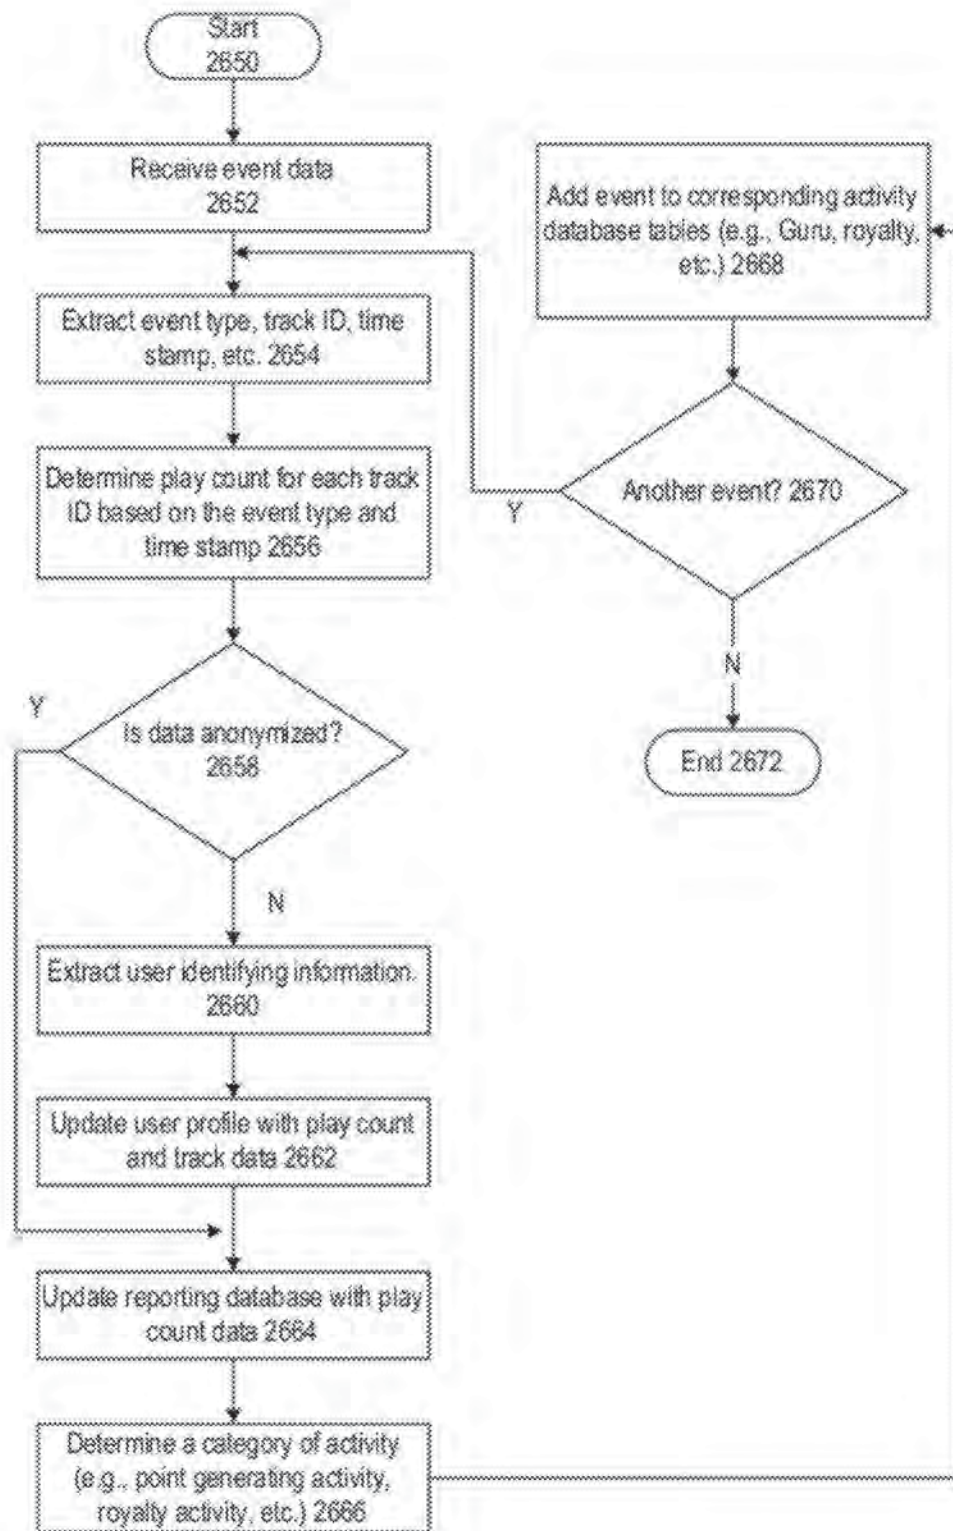 Start
2650
Receive event data
2652
Extract event type, track ID, time
stamp, etc. 2654
Determine play count for each track
ID based on the event type and
time stamp 2656
Is data anonymized?
2658
Y
N
Extract user identifying information.
2660
Update user profile with play count
and track data 2662
Update reporting database with play
count data 2664
Determine a category of activity
(e.g., point generating activity,
royalty activity, etc.) 2666
Add event to corresponding activity
database tables (e.g., Guru, royalty,
etc.) 2668
Another event? 2670
Y
N
End 2672